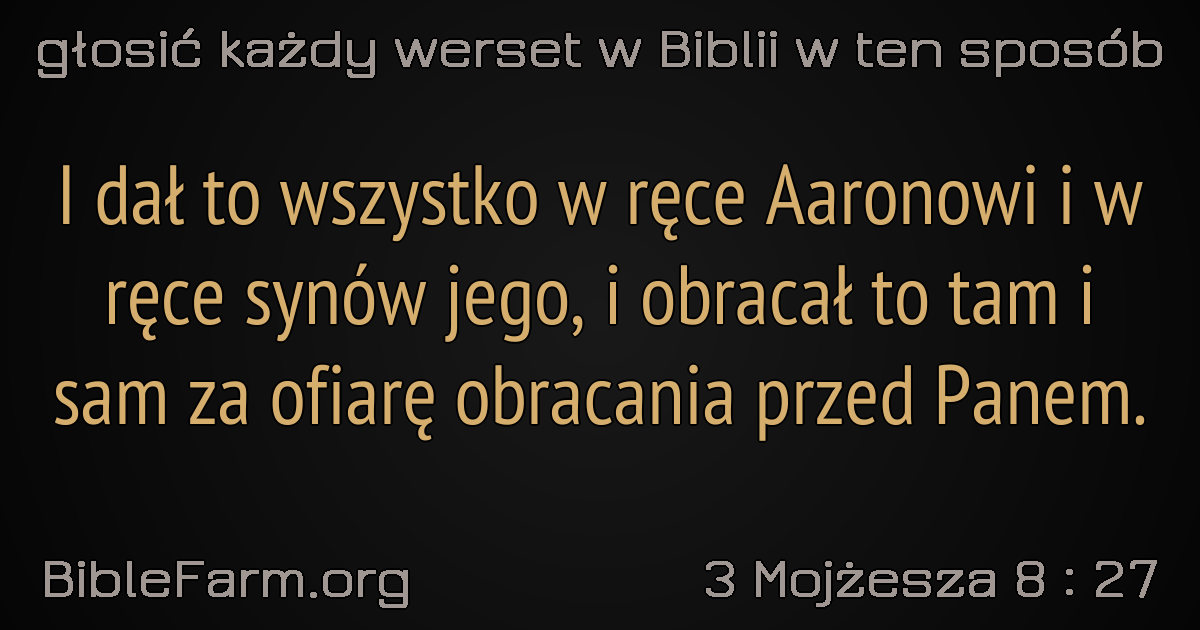 głosić każdy werset w Biblii w ten sposób
I dał to wszystko w ręce Aaronowi i w
ręce synów jego, i obracał to tam i
sam za ofiarę obracania przed Panem.
BibleFarm.org
3 Mojżesza 8 : 27